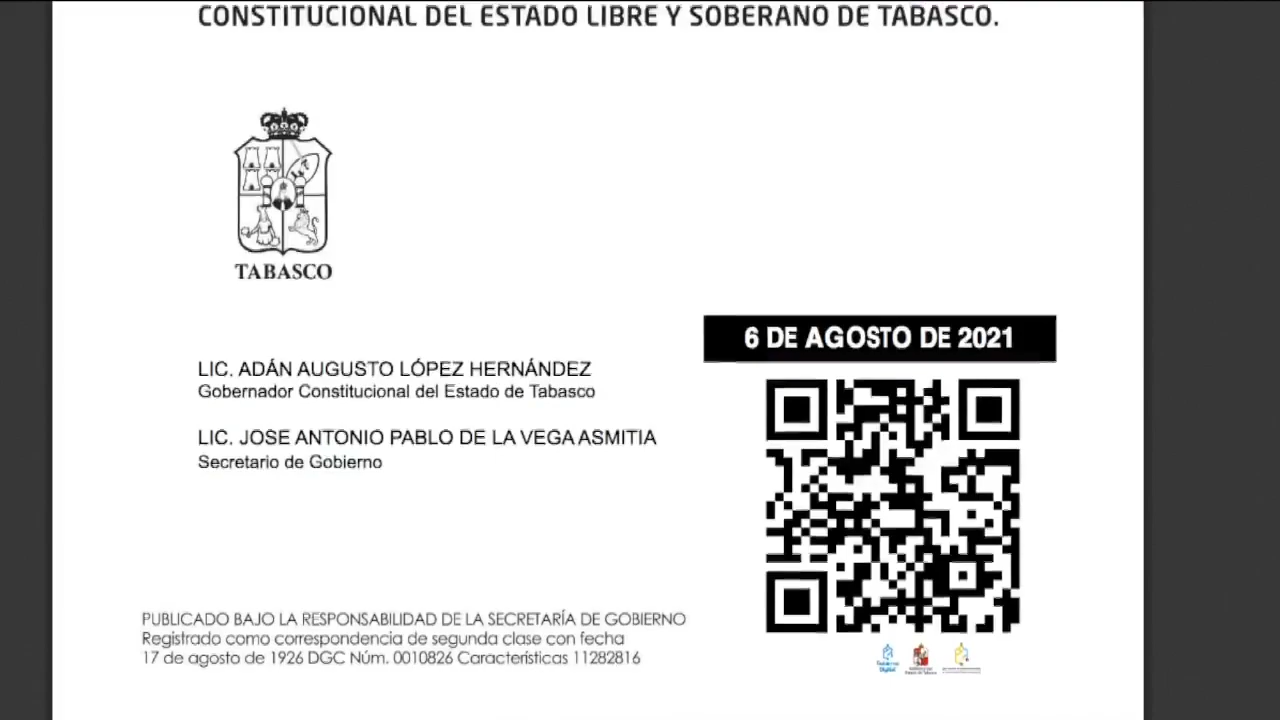 CONSTITUCIONAL DEL ESTADO LIBRE Y SOBERANO DE TABASCO.
TABASCO
6 DE AGOSTO DE 2021
LIC. ADÁN AUGUSTO LÓPEZ HERNÁNDEZ
Gobernador Constitucional del Estado de Tabasco
LIC. JOSE ANTONIO PABLO DE LA VEGA ASMITIA
Secretario de Gobierno
PUBLICADO BAJO LA RESPONSABILIDAD DE LA SECRETARÍA DE GOBIERNO
Registrado como correspondencia de segunda clase con fecha
17 de agosto de 1926 DGC Núm. 0010826 Características 11282816